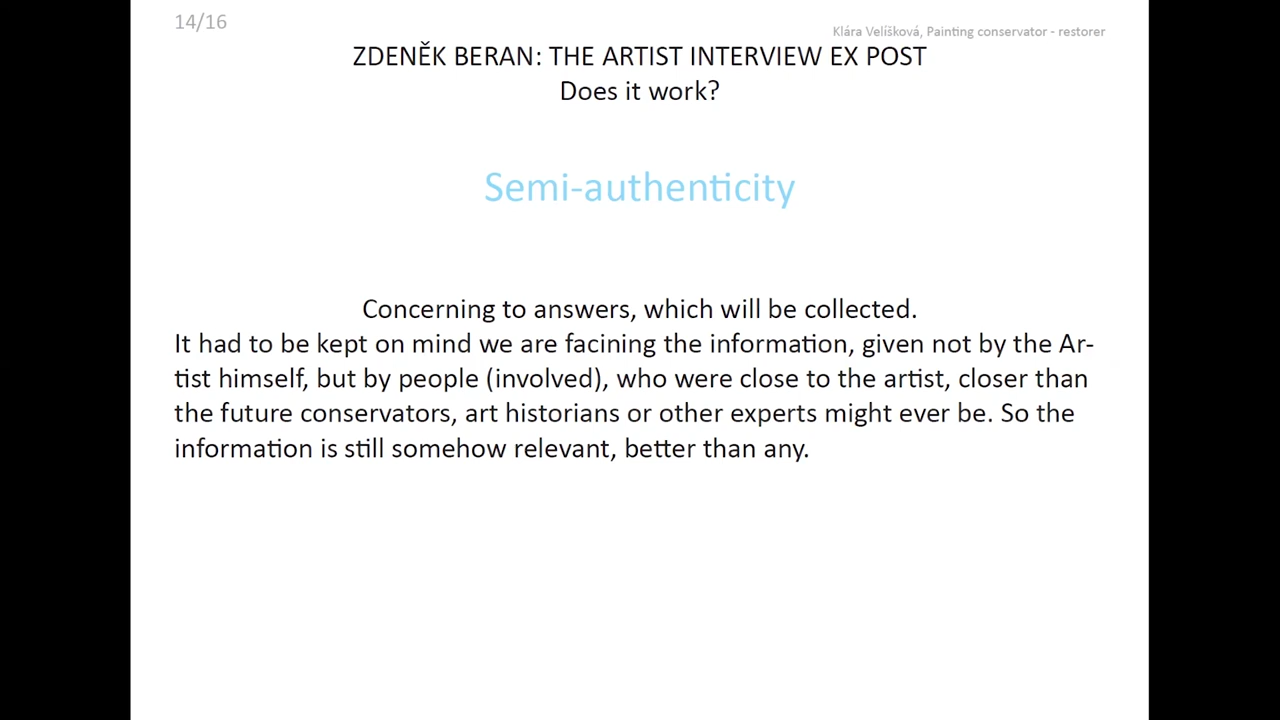 14/16
Klára Velíšková, Painting conservator - restorer
ZDENĚK BERAN: THE ARTIST INTERVIEW EX POST
Does it work?
Semi-authenticity
Concerning to answers, which will be collected.
It had to be kept on mind we are facining the information, given not by the Ar-
tist himself, but by people (involved), who were close to the artist, closer than
the future conservators, art historians or other experts might ever be. So the
information is still somehow relevant, better than any.